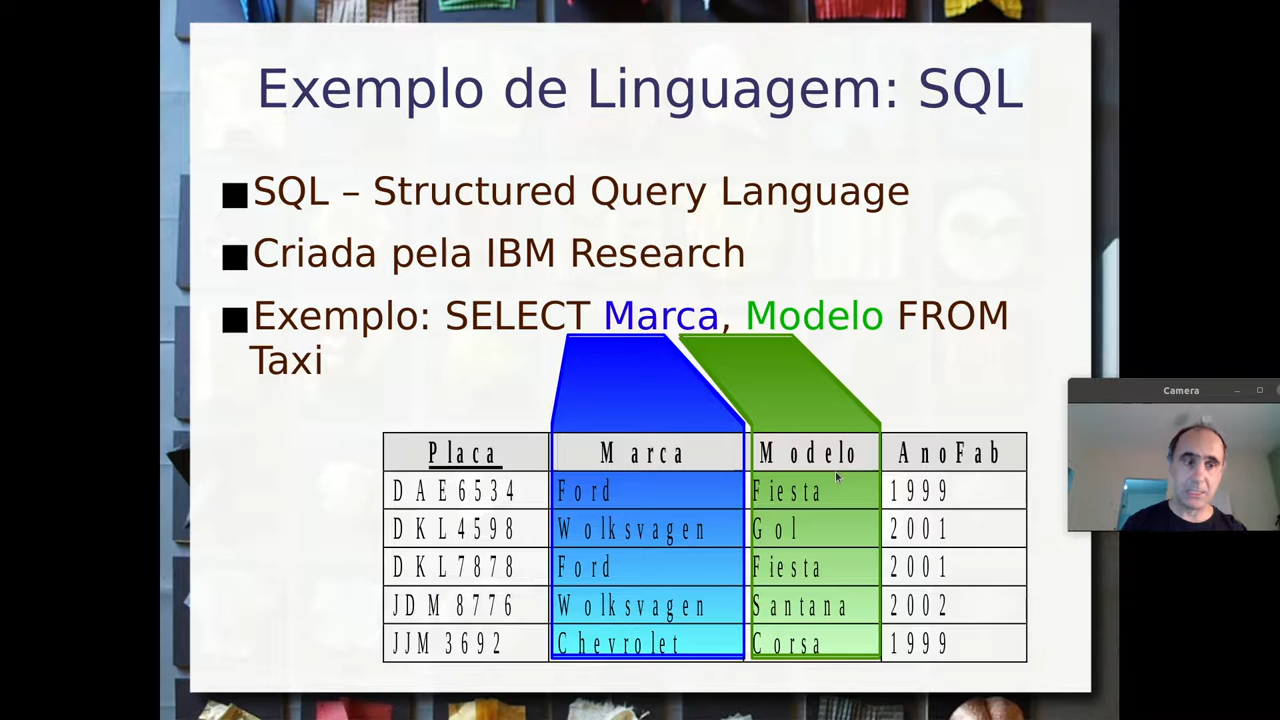 Exemplo de Linguagem: SQL
■SQL – Structured Query Language
■Criada pela IBM Research
■Exemplo: SELECT Marca, Modelo FROM
Taxi
Placa Marca Modelo AnoFab
DAE6534 Ford Fiesta 1999
DKL4598 Wolksvagen Gol 2001
DKL7878 Ford Fiesta 2001
JDM8776 Wolksvagen Santana 2002
JJM3692 Chevrolet Corsa 1999
Camera